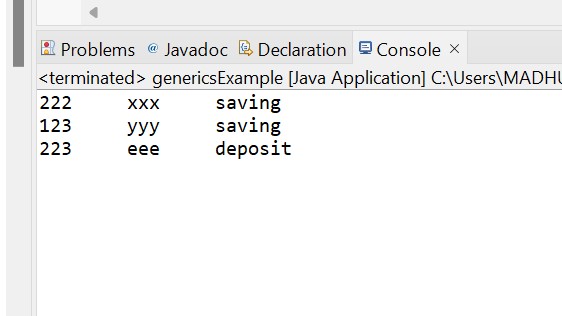 Problems @ Javadoc Declaration Console ×
<terminated> genericsExample [Java Application] C:\Users\MADHU
222 xxx saving
123 yyy saving
223 eee deposit